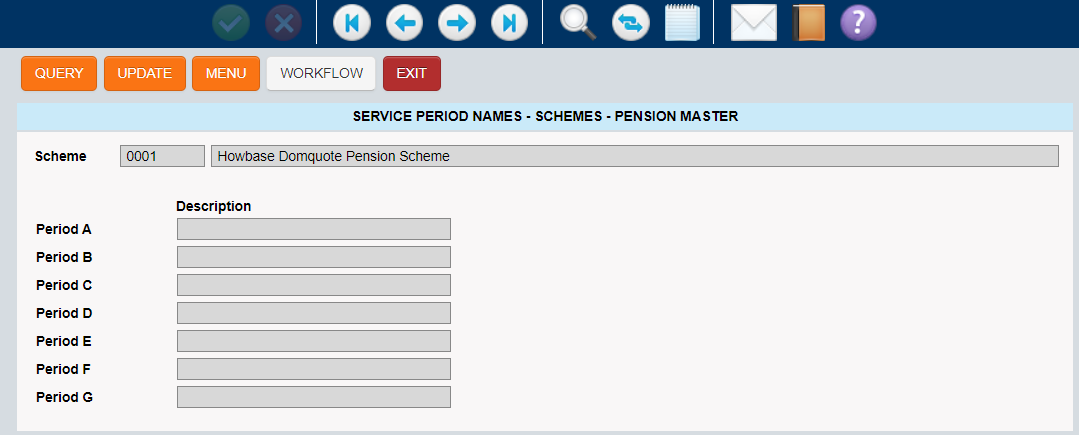 ?
QUERY UPDATE MENU WORKFLOW EXIT
SERVICE PERIOD NAMES - SCHEMES - PENSION MASTER
Scheme 0001 Howbase Domquote Pension Scheme
Description
Period A
Period B
Period C
Period D
Period E
Period F
Period G